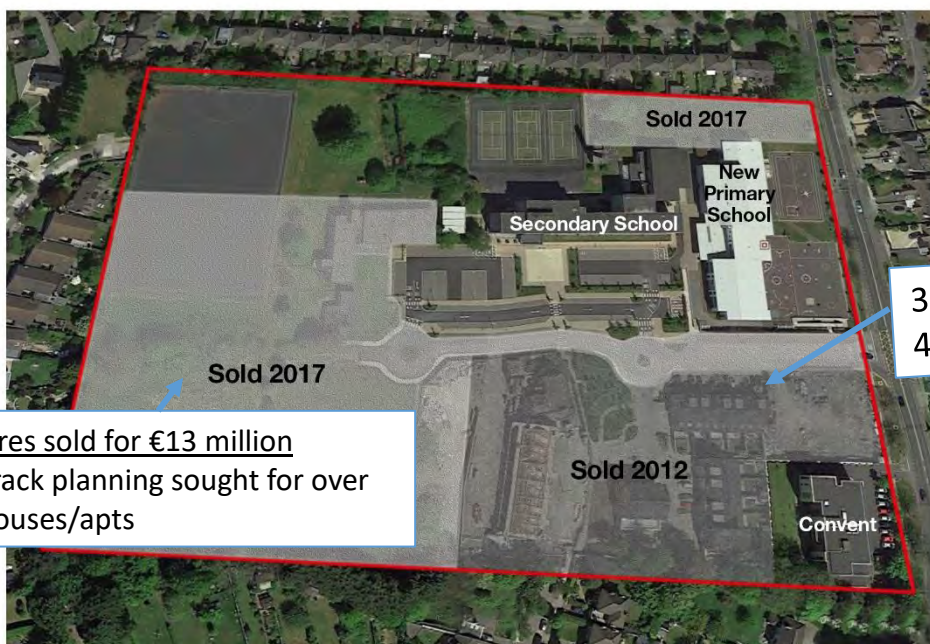 Sold 2017
New
Primary
School
Secondary School
3
4
Sold 2017
res sold for €13 million
rack planning sought for over
ouses/apts
Sold 2012
Convent